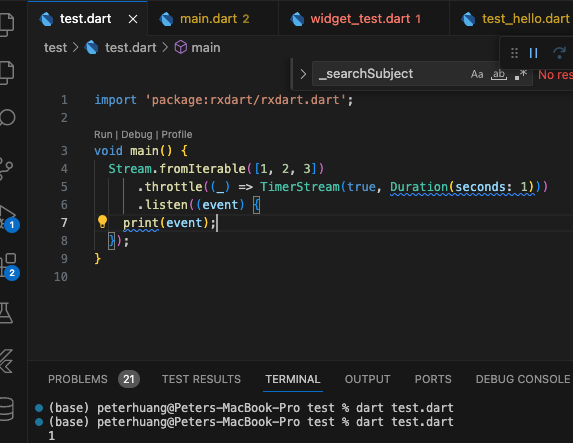 test.dart
main.dart 2
widget_test.dart 1
test_hello.dart
test > test.dart > main
_searchSubject Aa ab .* No res
1 import 'package:rxdart/rxdart.dart';
2
Run | Debug | Profile
3 void main() {
4 Stream.fromIterable([1, 2, 3])
5 .throttle((_) => TimerStream(true, Duration(seconds: 1)))
6 .listen((event) {
7 print(event);
8 });
9 }
10
1
2
PROBLEMS 21 TEST RESULTS TERMINAL OUTPUT PORTS DEBUG CONSOLE
(base) peterhuang@Peters-MacBook-Pro test % dart test.dart
(base) peterhuang@Peters-MacBook-Pro test % dart test.dart
1